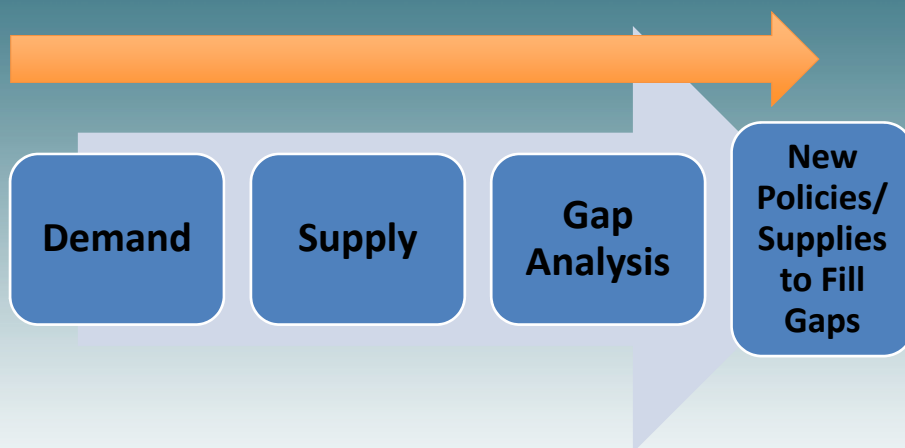 Demand
Supply
Gap
Analysis
New
Policies/
Supplies
to Fill
Gaps